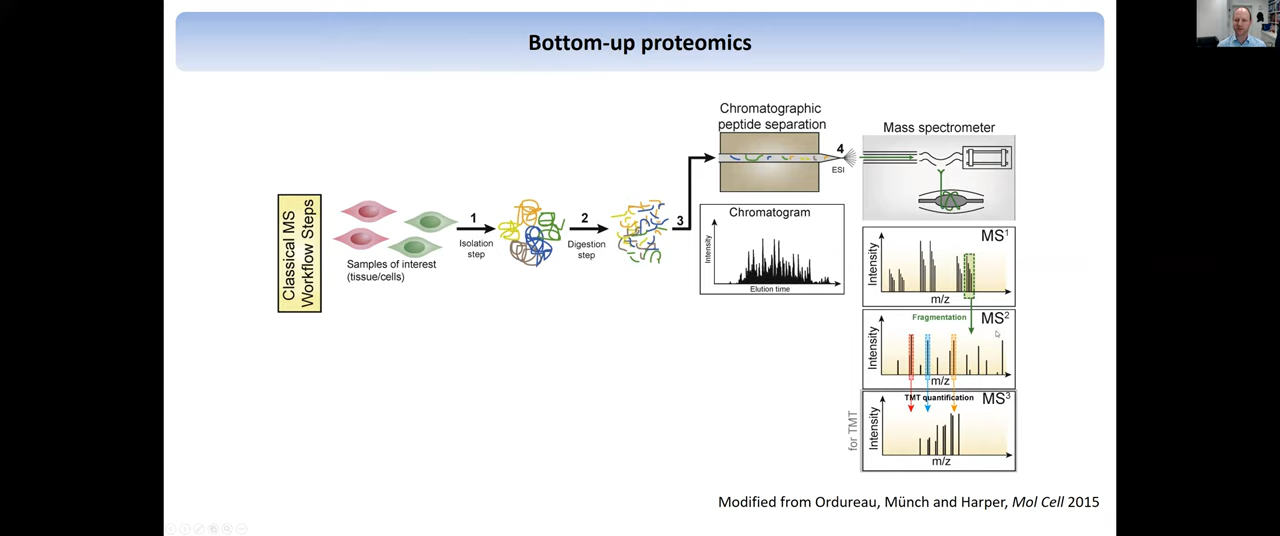 Bottom-up proteomics
Classical MS
Workflow Steps
Samples of interest
(tissue/cells)
1
Isolation
step
2
Digestion
step
3
Chromatographic
peptide separation
4
ESI
Mass spectrometer
Chromatogram
Intensity
Elution time
MS1
Intensity
m/z
Fragmentation
MS2
Intensity
m/z
TMT quantification
MS3
for TMT
Intensity
m/z
Modified from Ordureau, Münch and Harper, Mol Cell 2015